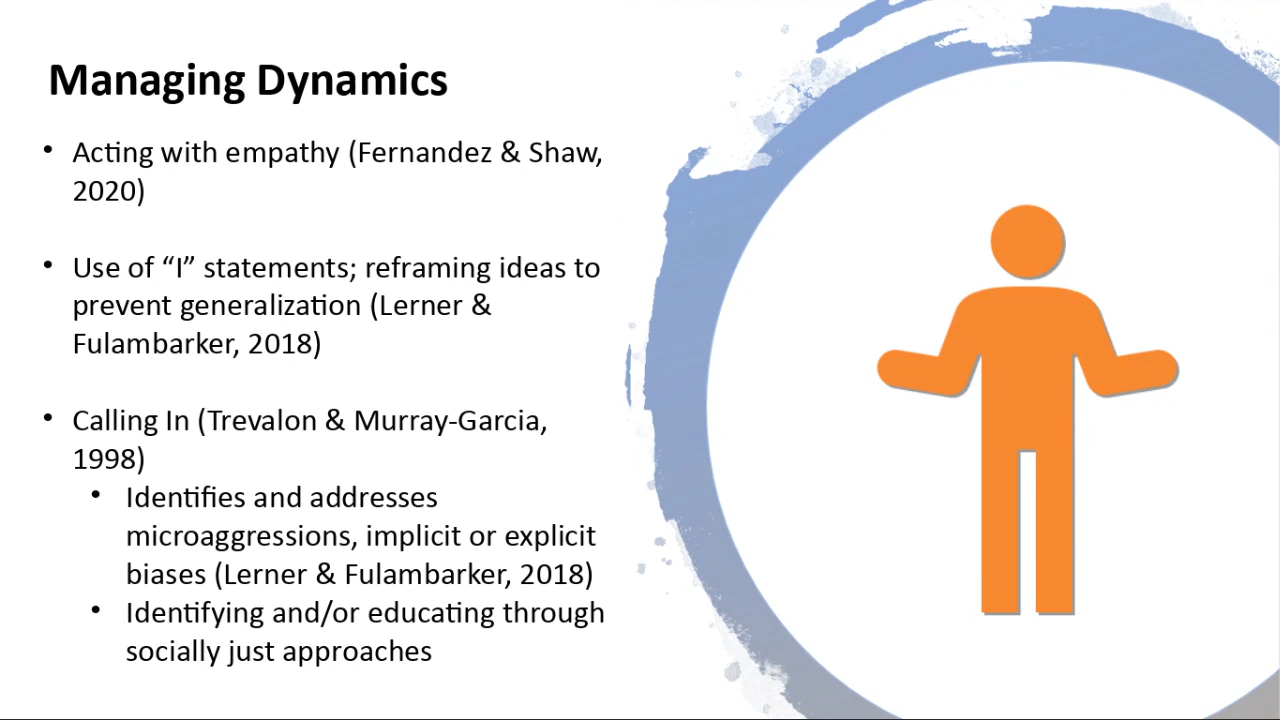 Managing Dynamics
• Acting with empathy (Fernandez & Shaw,
2020)
• Use of “I” statements; reframing ideas to
prevent generalization (Lerner &
Fulambarker, 2018)
• Calling In (Trevalon & Murray-Garcia,
1998)
• Identifies and addresses
microaggressions, implicit or explicit
biases (Lerner & Fulambarker, 2018)
• Identifying and/or educating through
socially just approaches